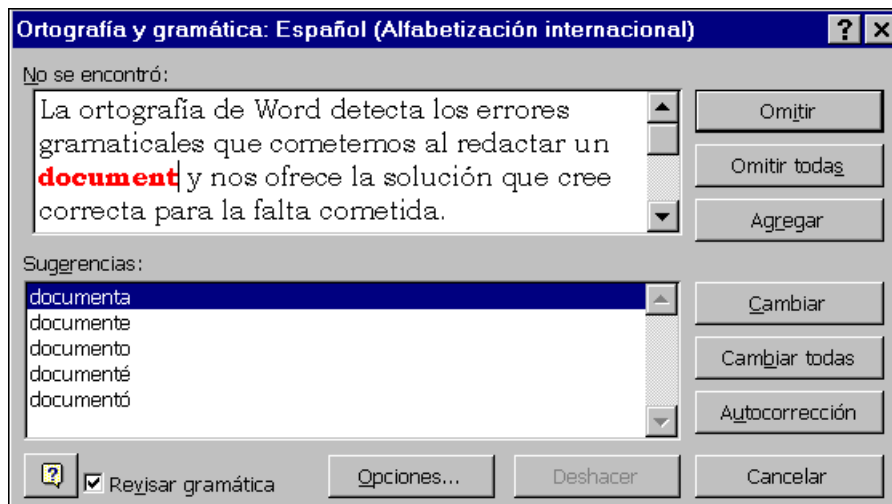 Ortografía y gramática: Español (Alfabetización internacional)
No se encontró:
La ortografía de Word detecta los errores
gramaticales que cometemos al redactar un
document y nos ofrece la solución que cree
correcta para la falta cometida.
Omitir
Omitir todas
Agregar
Sugerencias:
documenta
documente
documento
documenté
documentó
Cambiar
Cambiar todas
Autocorrección
Revisar gramática
Opciones...
Deshacer
Cancelar